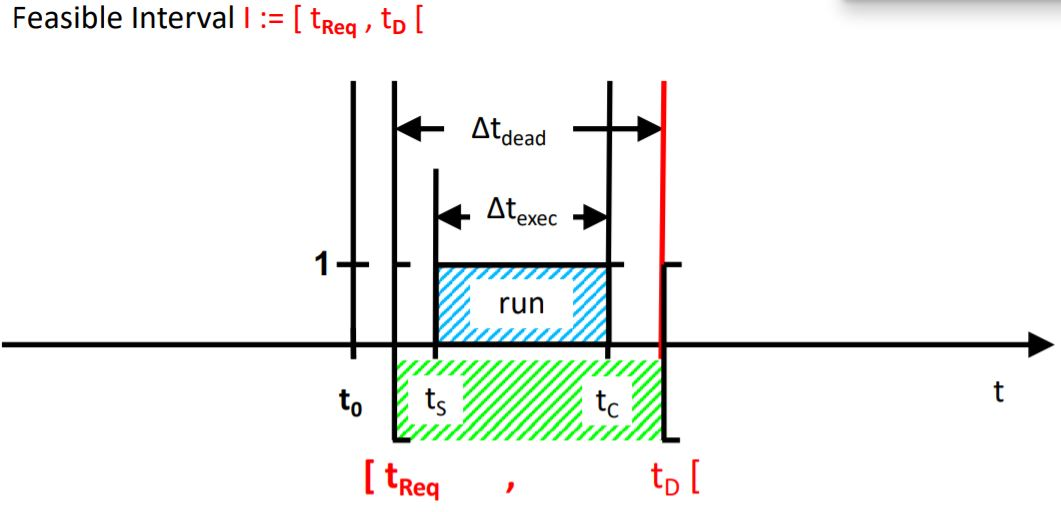 Feasible Interval I := [ tReq , tD [
Δtdead
Δtexec
1
run
t0 tS tC t
[ tReq , tD [